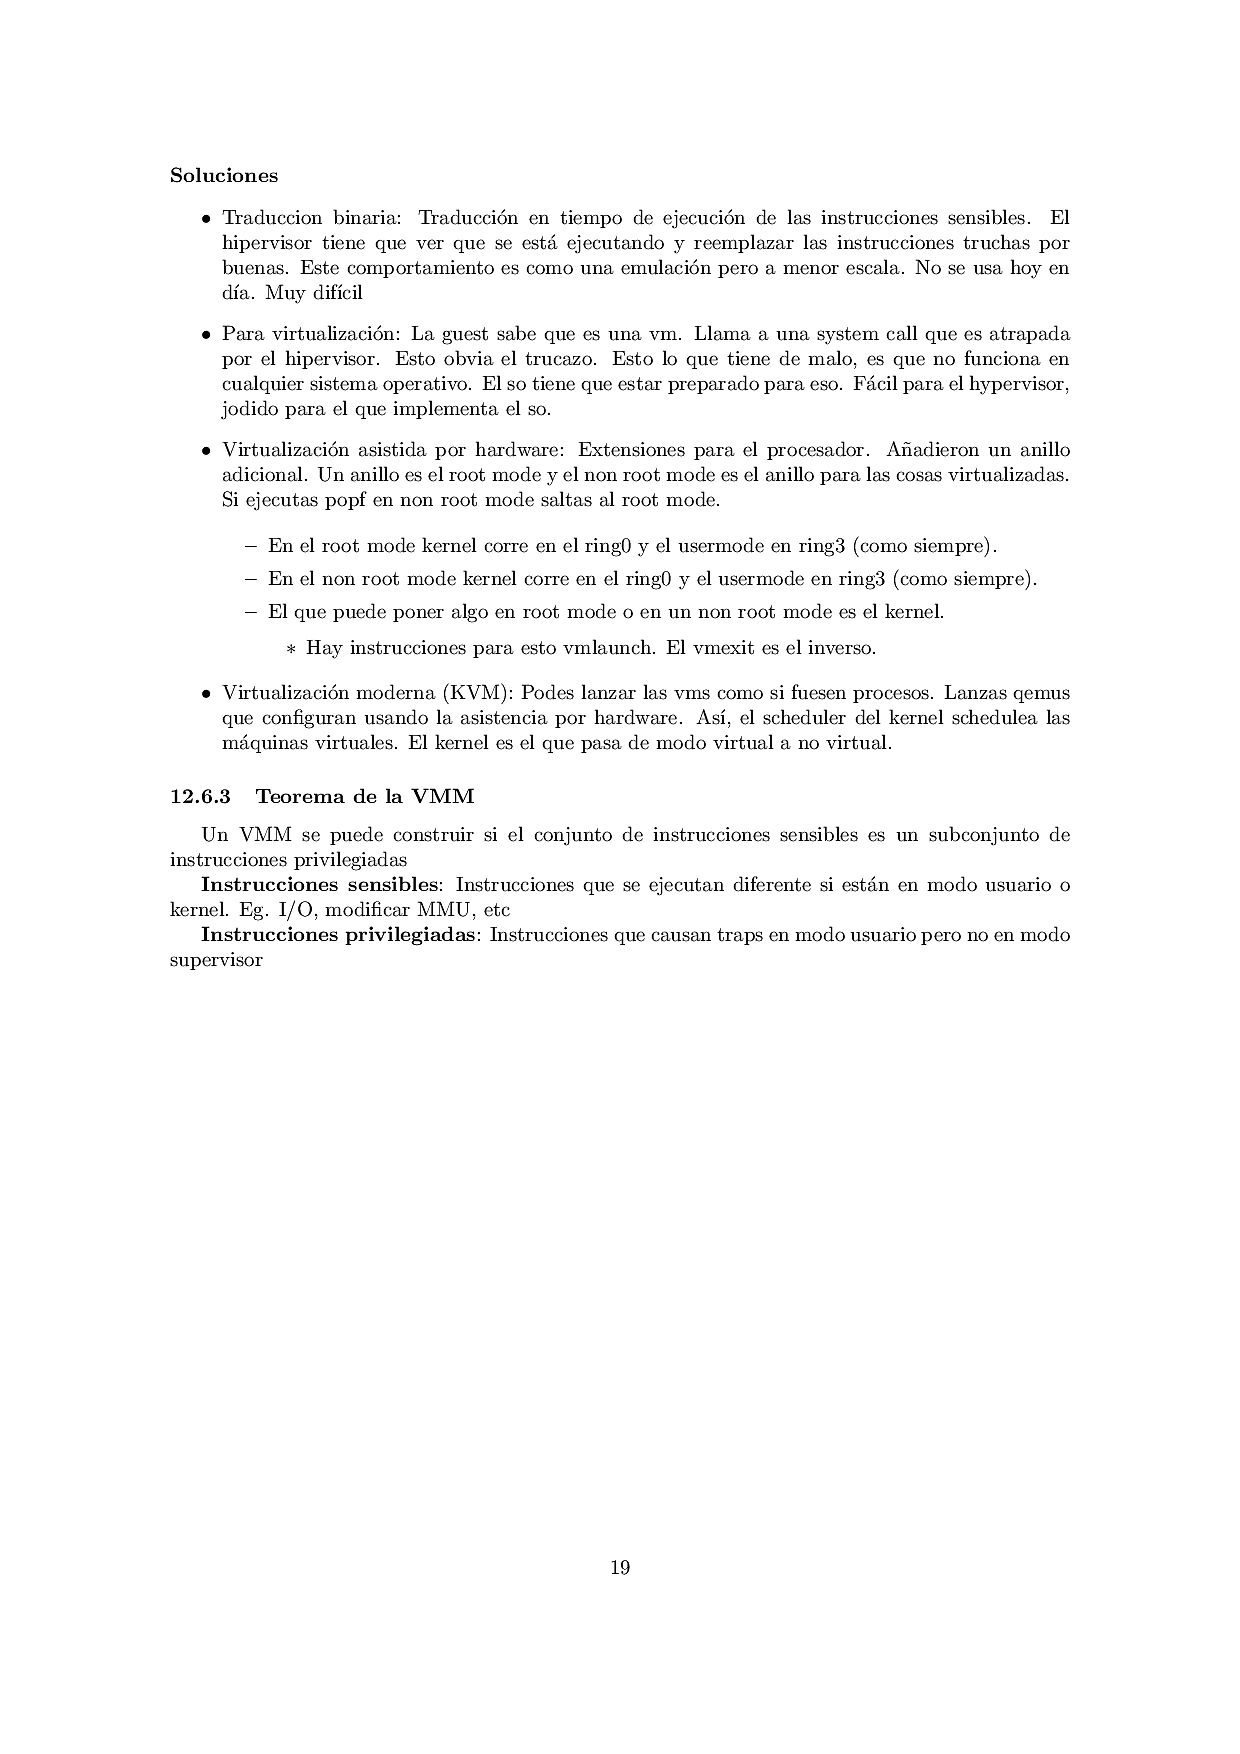 Soluciones
• Traduccion binaria: Traducción en tiempo de ejecución de las instrucciones sensibles. El
hipervisor tiene que ver que se está ejecutando y reemplazar las instrucciones truchas por
buenas. Este comportamiento es como una emulación pero a menor escala. No se usa hoy en
día. Muy difícil
• Para virtualización: La guest sabe que es una vm. Llama a una system call que es atrapada
por el hipervisor. Esto obvia el trucazo. Esto lo que tiene de malo, es que no funciona en
cualquier sistema operativo. El so tiene que estar preparado para eso. Fácil para el hypervisor,
jodido para el que implementa el so.
• Virtualización asistida por hardware: Extensiones para el procesador. Añadieron un anillo
adicional. Un anillo es el root mode y el non root mode es el anillo para las cosas virtualizadas.
Si ejecutas popf en non root mode saltas al root mode.
– En el root mode kernel corre en el ring0 y el usermode en ring3 (como siempre).
– En el non root mode kernel corre en el ring0 y el usermode en ring3 (como siempre).
– El que puede poner algo en root mode o en un non root mode es el kernel.
∗ Hay instrucciones para esto vmlaunch. El vmexit es el inverso.
• Virtualización moderna (KVM): Podes lanzar las vms como si fuesen procesos. Lanzas qemus
que configuran usando la asistencia por hardware. Así, el scheduler del kernel schedulea las
máquinas virtuales. El kernel es el que pasa de modo virtual a no virtual.
12.6.3 Teorema de la VMM
Un VMM se puede construir si el conjunto de instrucciones sensibles es un subconjunto de
instrucciones privilegiadas
Instrucciones sensibles: Instrucciones que se ejecutan diferente si están en modo usuario o
kernel. Eg. I/O, modificar MMU, etc
Instrucciones privilegiadas: Instrucciones que causan traps en modo usuario pero no en modo
supervisor
19